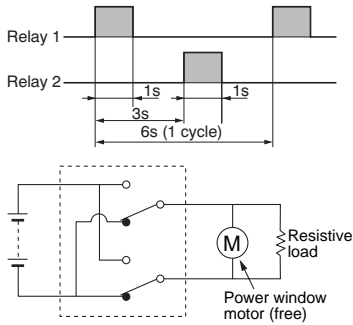 Relay 1
Relay 2
1s
1s
3s
6s (1 cycle)
M
Resistive
load
Power window
motor (free)